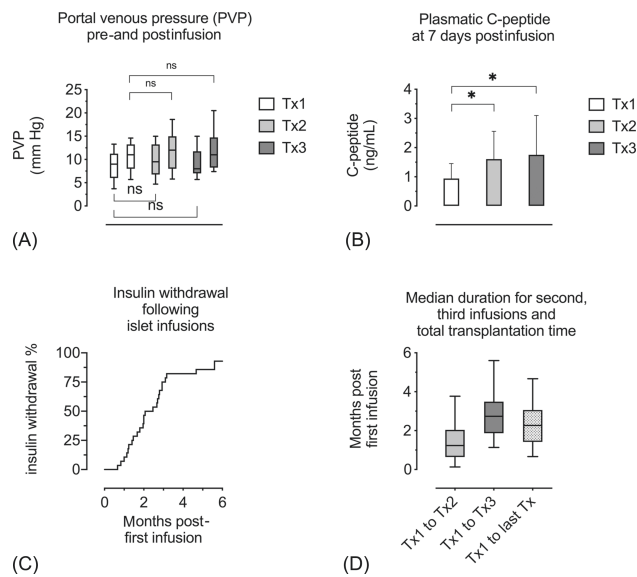 Portal venous pressure (PVP)
pre-and postinfusion
ns
ns
25
20
15
10
5
0
PVP
(mm Hg)
Tx1
Tx2
Tx3
ns
ns
(A)
Plasmatic C-peptide
at 7 days postinfusion
*
*
4
3
2
1
0
C-peptide
(ng/mL)
Tx1
Tx2
Tx3
(B)
Insulin withdrawal
following
islet infusions
100
75
50
25
0
insulin withdrawal %
0 2 4 6
Months post-
first infusion
(C)
Median duration for second,
third infusions and
total transplantation time
6
4
2
0
Months post
first infusion
Tx1 to Tx2
Tx1 to Tx3
Tx1 to last Tx
(D)